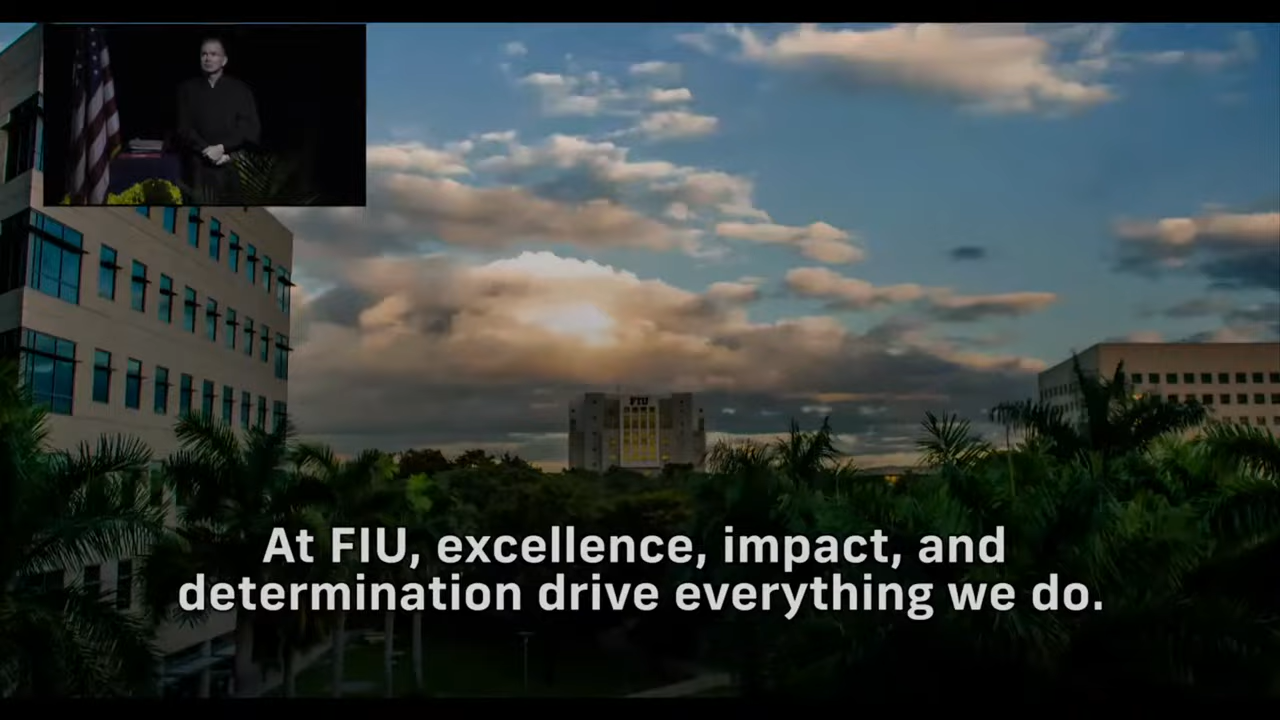 FIU
At FIU, excellence, impact, and
determination drive everything we do.